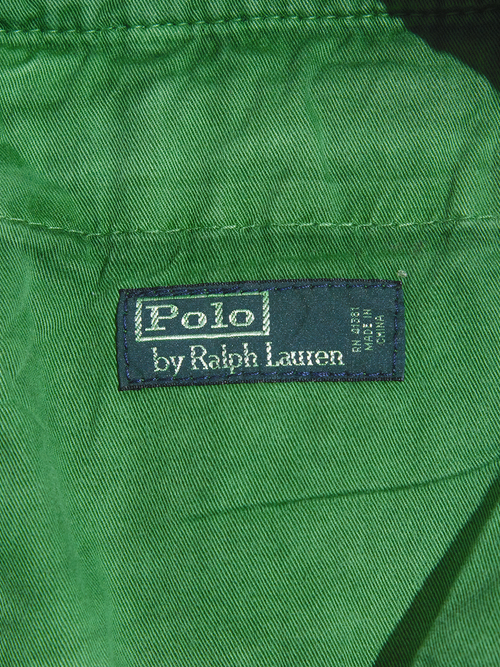 Polo
by Ralph Lauren
RN 41381
MADE IN
CHINA